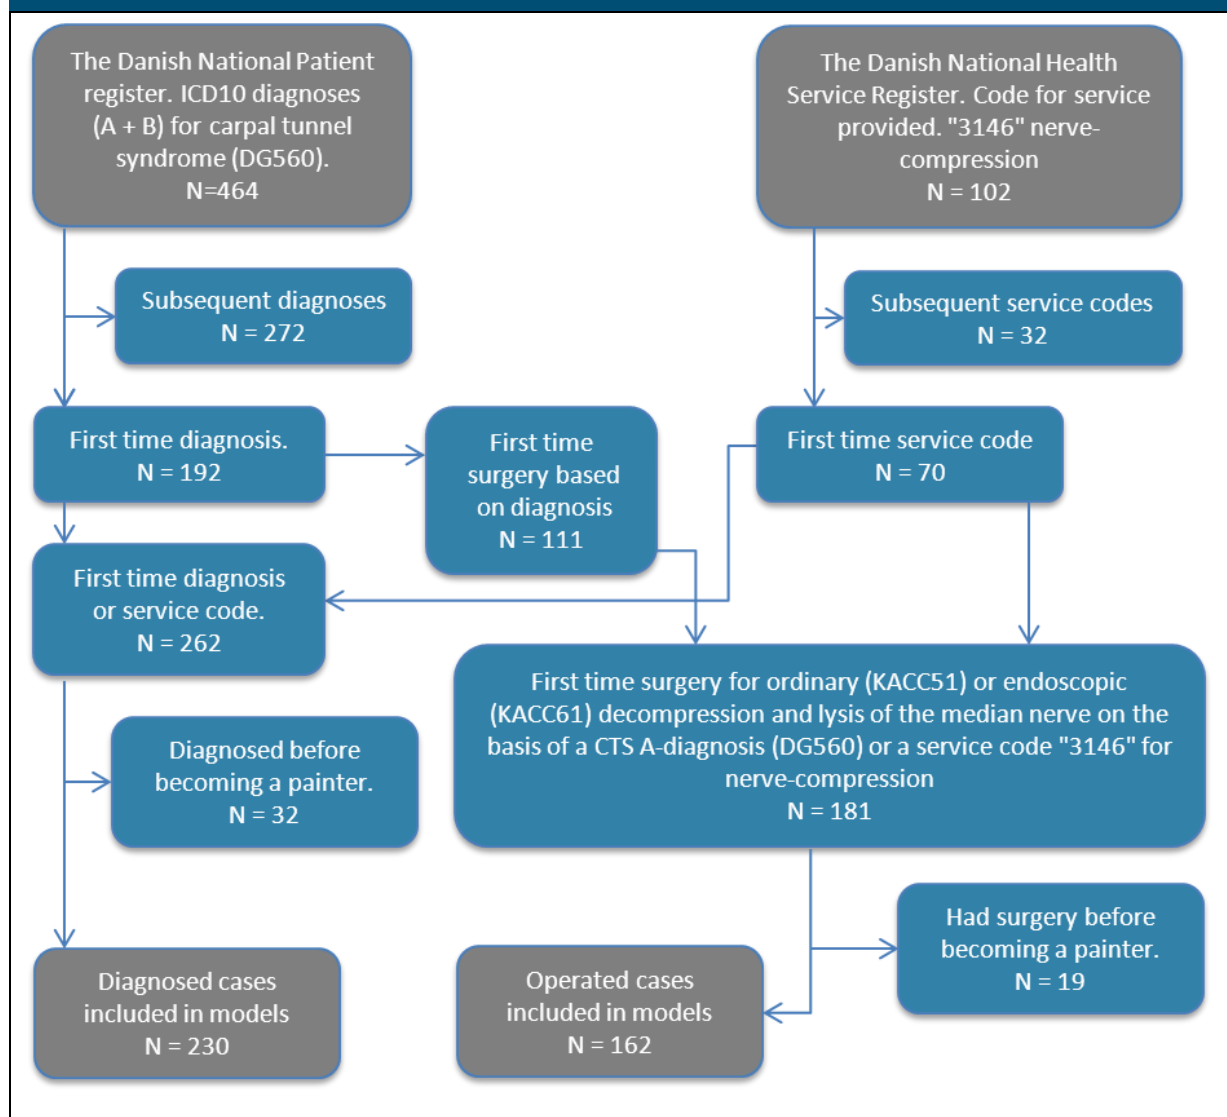 The Danish National Patient
register. ICD10 diagnoses
(A + B) for carpal tunnel
syndrome (DG560).
N=464
The Danish National Health
Service Register. Code for service
provided. "3146" nerve-
compression
N = 102
Subsequent diagnoses
N = 272
Subsequent service codes
N = 32
First time diagnosis.
N = 192
First time
surgery based
on diagnosis
N = 111
First time service code
N = 70
First time diagnosis
or service code.
N = 262
First time surgery for ordinary (KACC51) or endoscopic
(KACC61) decompression and lysis of the median nerve on the
basis of a CTS A-diagnosis (DG560) or a service code "3146" for
nerve-compression
N = 181
Diagnosed before
becoming a painter.
N = 32
Had surgery before
becoming a painter.
N = 19
Diagnosed cases
included in models
N = 230
Operated cases
included in models
N = 162